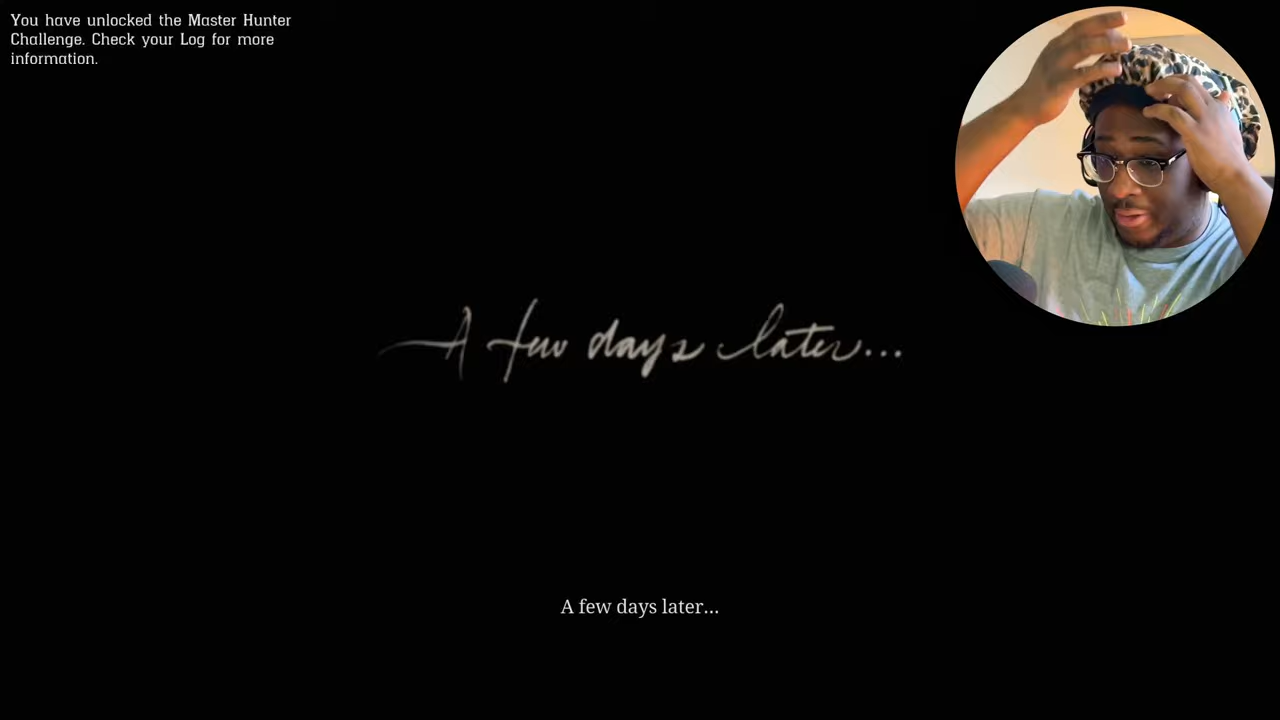 You have unlocked the Master Hunter
Challenge. Check your Log for more
information.
A few days later...
A few days later...